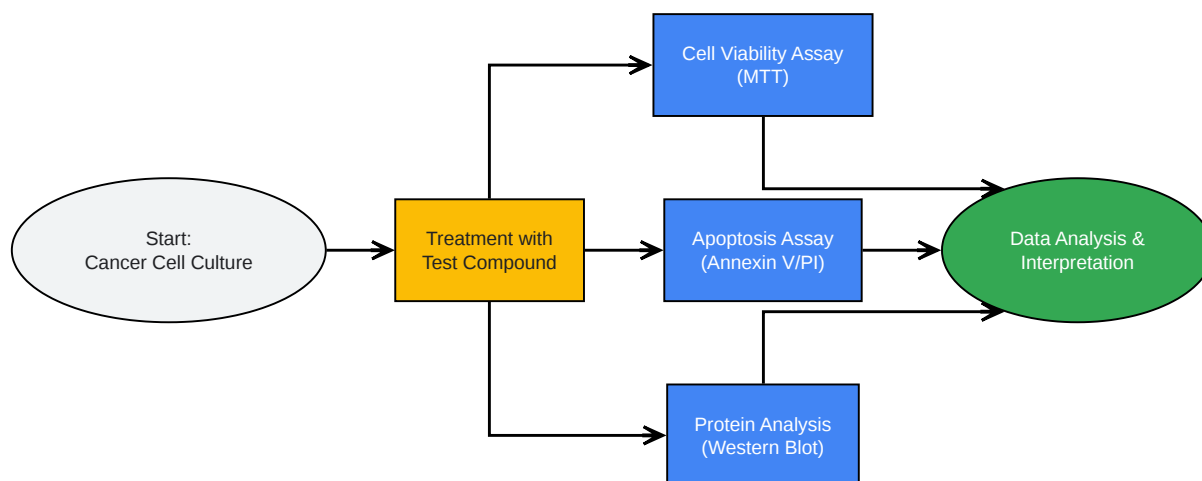 Start:
Cancer Cell Culture
Treatment with
Test Compound
Cell Viability Assay
(MTT)
Apoptosis Assay
(Annexin V/PI)
Protein Analysis
(Western Blot)
Data Analysis &
Interpretation